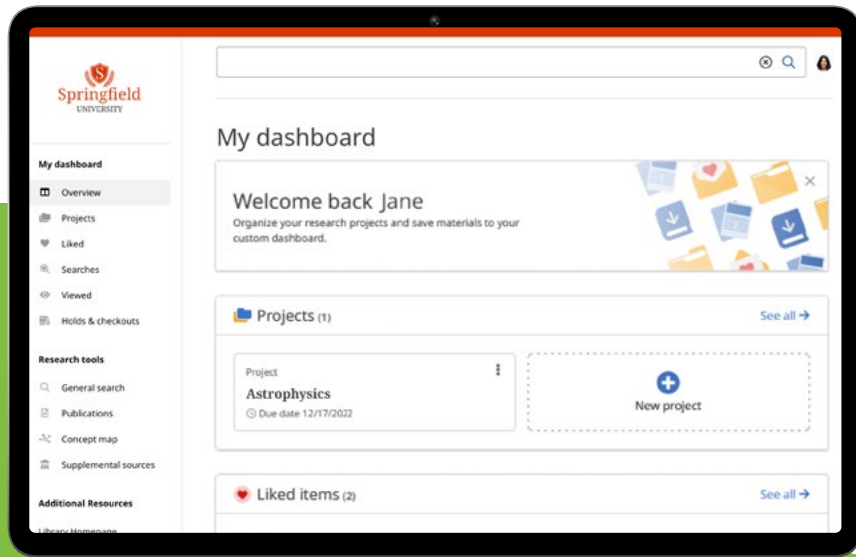 Springfield
UNIVERSITY
My dashboard
Overview
Projects
Liked
Searches
Viewed
Holds & checkouts
Research tools
General search
Publications
Concept map
Supplemental sources
Additional Resources
Library Homepage
My dashboard
Welcome back Jane
Organize your research projects and save materials to your
custom dashboard.
Projects (1)
See all →
Project
Astrophysics
Due date 12/17/2022
New project
Liked items (2)
See all →